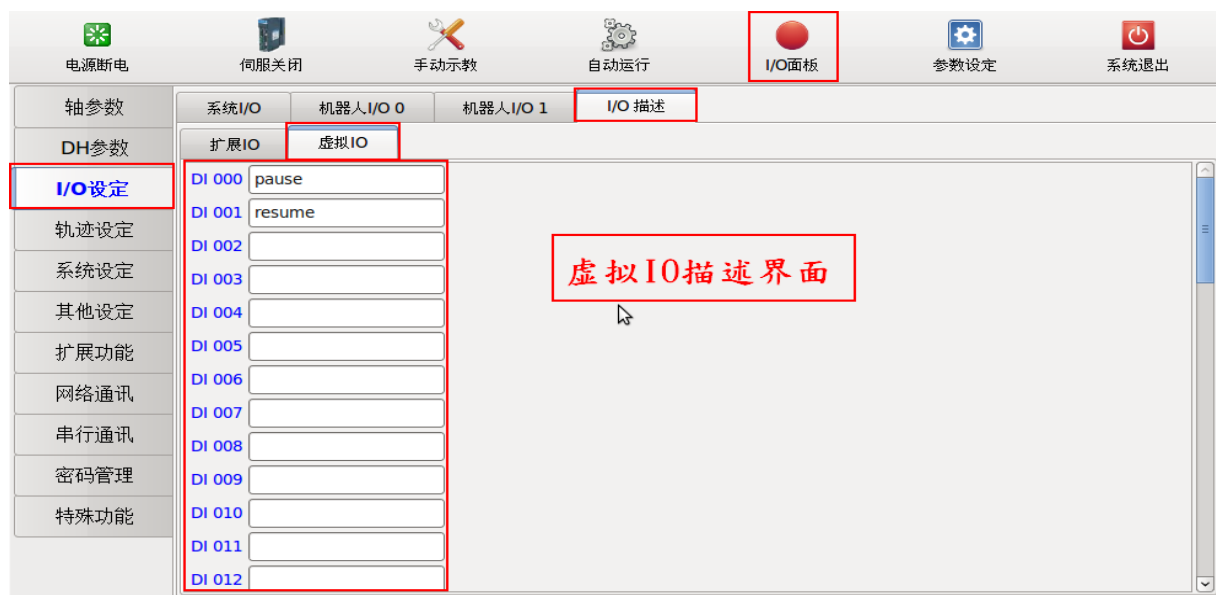 电源断电 伺服关闭 手动示教 自动运行 I/O面板 参数设定 系统退出
轴参数
DH参数
I/O设定
轨迹设定
系统设定
其他设定
扩展功能
网络通讯
串行通讯
密码管理
特殊功能
系统I/O 机器人I/O 0 机器人I/O 1 I/O 描述
扩展IO 虚拟IO
DI 000 pause
DI 001 resume
DI 002
DI 003
DI 004
DI 005
DI 006
DI 007
DI 008
DI 009
DI 010
DI 011
DI 012
虚拟IO描述界面